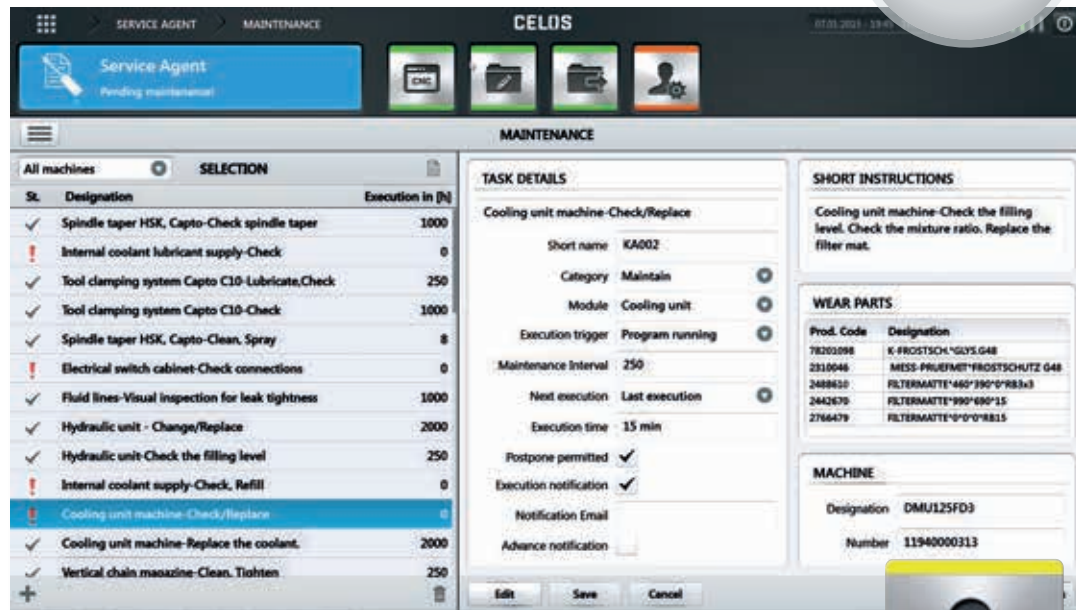 SERVICE AGENT
MAINTENANCE
CELOS
Service Agent
Pending maintenance!
CNC
MAINTENANCE
All machines
SELECTION
St. Designation Execution in [h]
Spindle taper HSK, Capto-Check spindle taper 1000
Internal coolant lubricant supply-Check 0
Tool clamping system Capto C10-Lubricate,Check 250
Tool clamping system Capto C10-Check 1000
Spindle taper HSK, Capto-Clean, Spray 8
Electrical switch cabinet-Check connections 0
Fluid lines-Visual inspection for leak tightness 1000
Hydraulic unit - Change/Replace 2000
Hydraulic unit-Check the filling level 250
Internal coolant supply-Check, Refill 0
Cooling unit machine-Check/Replace 0
Cooling unit machine-Replace the coolant. 2000
Vertical chain magazine-Clean, Tighten 250
TASK DETAILS
Cooling unit machine-Check/Replace
Short name KA002
Category Maintain
Module Cooling unit
Execution trigger Program running
Maintenance Interval 250
Next execution Last execution
Execution time 15 min
Postpone permitted
Execution notification
Notification Email
Advance notification
Edit
Save
Cancel
SHORT INSTRUCTIONS
Cooling unit machine-Check the filling
level. Check the mixture ratio. Replace the
filter mat.
WEAR PARTS
Prod. Code Designation
78201098 K-FROSTSCH.*GLYS.G48
2310046 MESS-PRUEFMIT*FROSTSCHUTZ G48
2488610 FILTERMATTE*460*390*0*RB3x3
2442670 FILTERMATTE*990*690*15
2766479 FILTERMATTE*0*0*0*RB15
MACHINE
Designation DMU125FD3
Number 11940000313